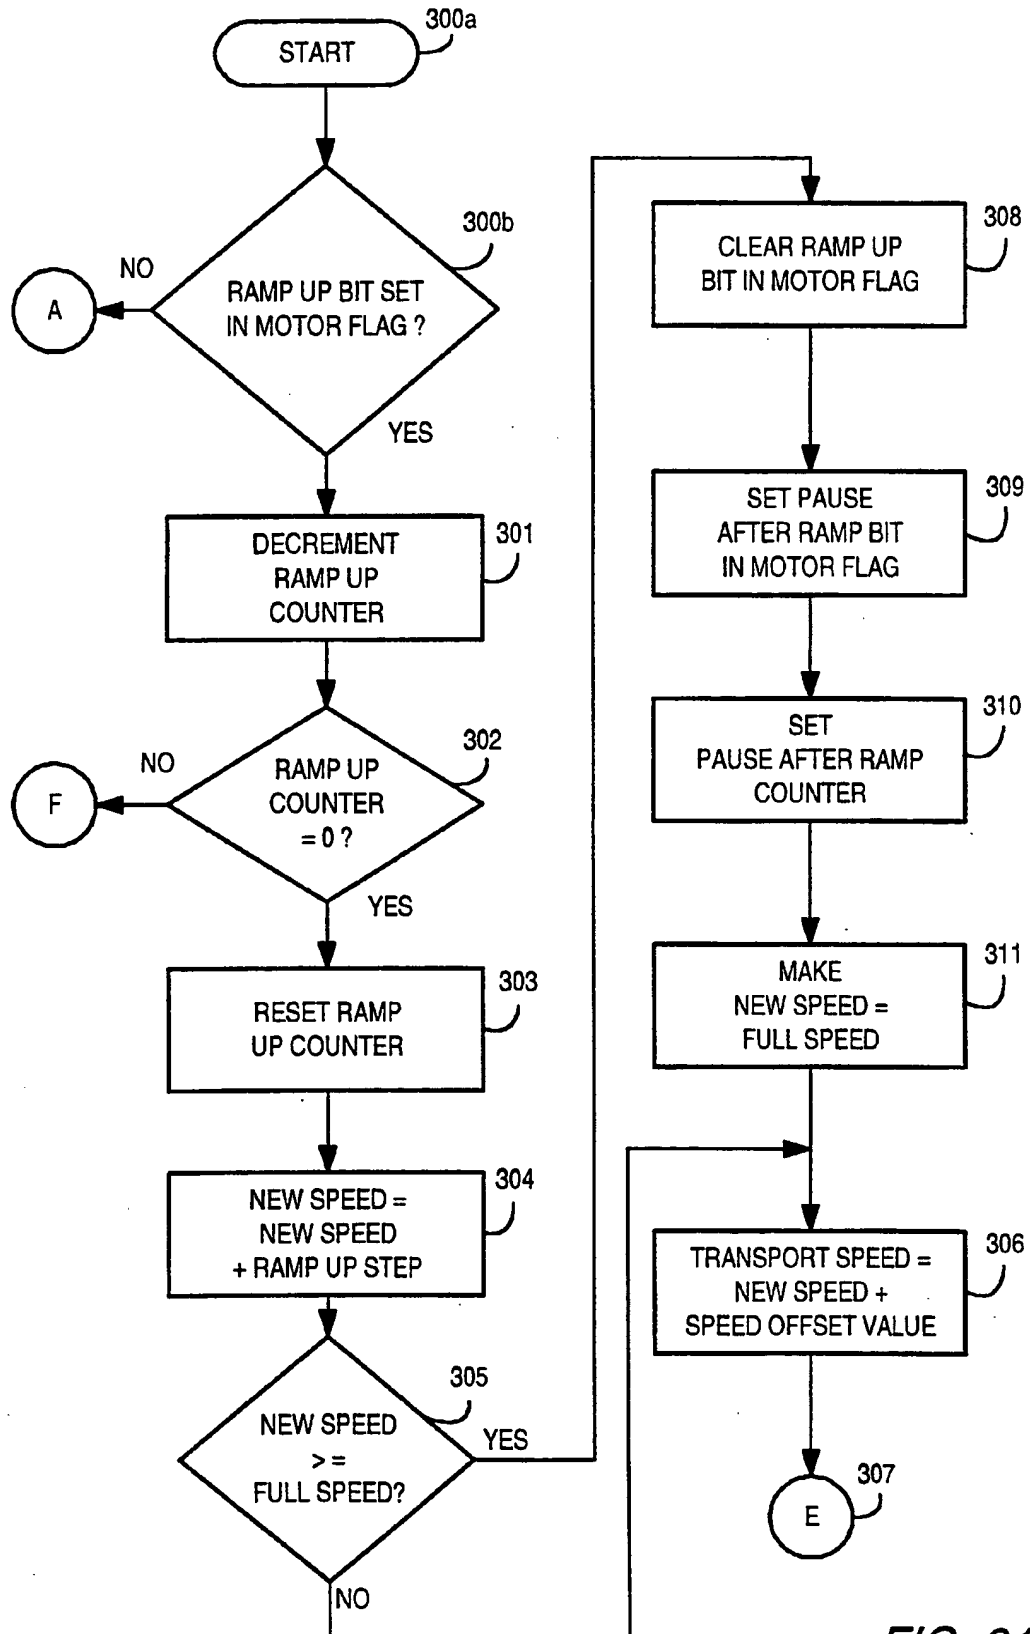 START
300a
300b
RAMP UP BIT SET
IN MOTOR FLAG ?
NO
A
YES
DECREMENT
RAMP UP
COUNTER
301
RAMP UP
COUNTER
= 0 ?
302
NO
F
YES
RESET RAMP
UP COUNTER
303
NEW SPEED =
NEW SPEED
+ RAMP UP STEP
304
NEW SPEED
> =
FULL SPEED?
305
YES
NO
CLEAR RAMP UP
BIT IN MOTOR FLAG
308
SET PAUSE
AFTER RAMP BIT
IN MOTOR FLAG
309
SET
PAUSE AFTER RAMP
COUNTER
310
MAKE
NEW SPEED =
FULL SPEED
311
TRANSPORT SPEED =
NEW SPEED +
SPEED OFFSET VALUE
306
E
307